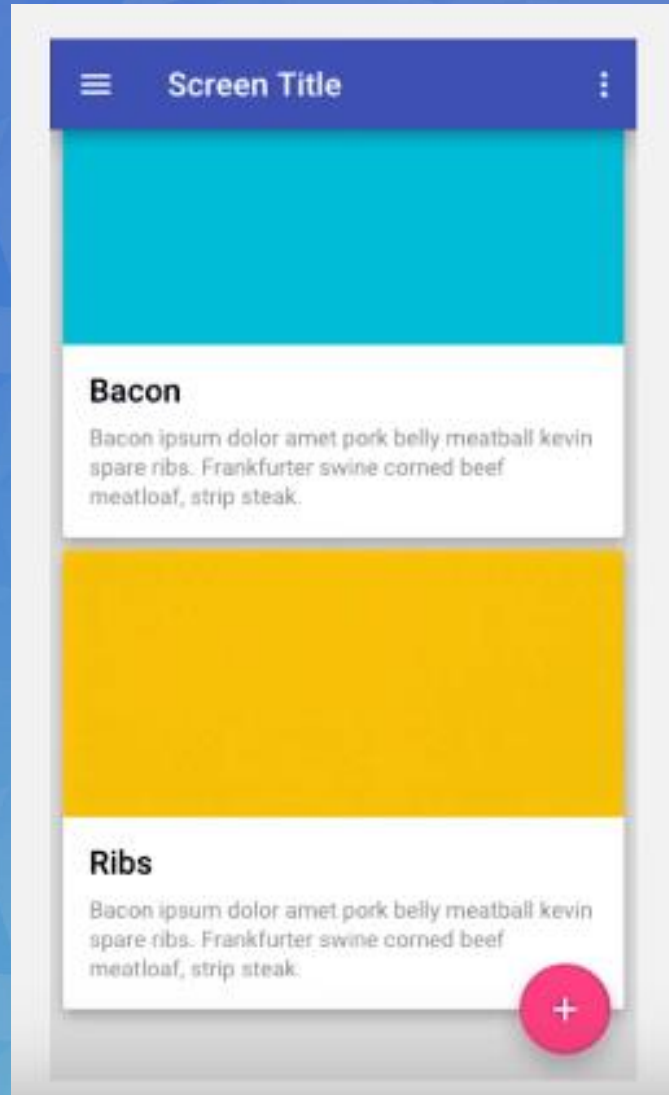 Screen Title
Bacon
Bacon ipsum dolor amet pork belly meatball kevin
spare ribs. Frankfurter swine corned beef
meatloaf, strip steak.
Ribs
Bacon ipsum dolor amet pork belly meatball kevin
spare ribs. Frankfurter swine corned beef
meatloaf, strip steak.
+